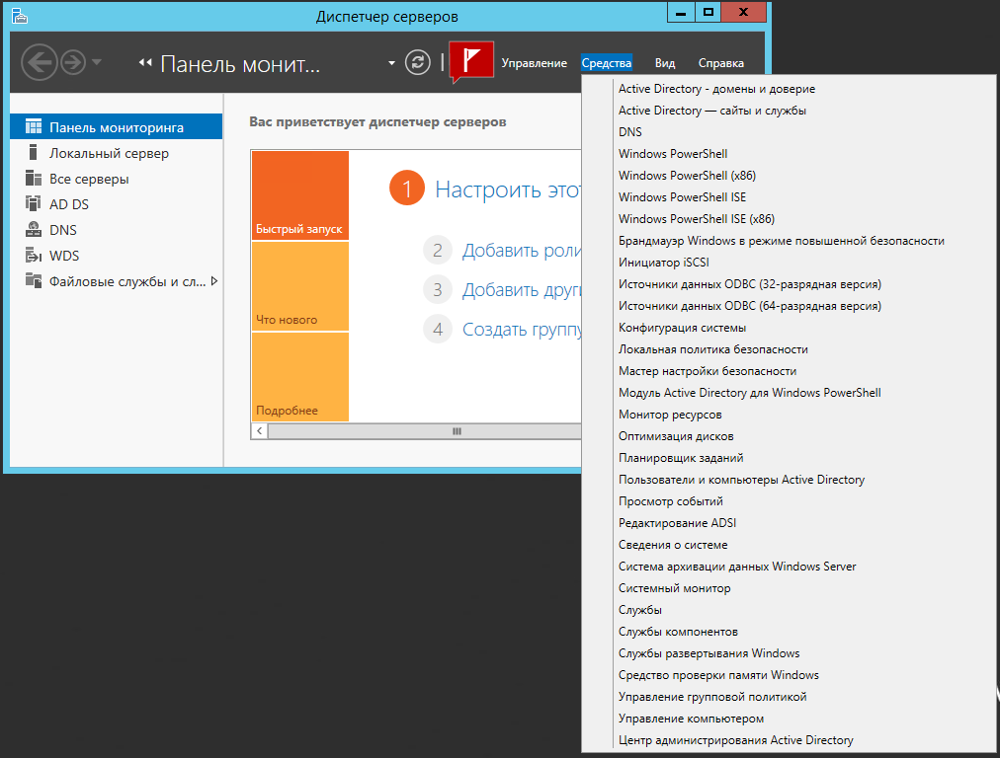 Диспетчер серверов
Панель монит...
Управление
Средства
Вид
Справка
Панель мониторинга
Локальный сервер
Все серверы
AD DS
DNS
WDS
Файловые службы и сл...
Вас приветствует диспетчер серверов
Быстрый запуск
Что нового
Подробнее
1 Настроить этот
2 Добавить роли
3 Добавить други
4 Создать группу
Active Directory - домены и доверие
Active Directory — сайты и службы
DNS
Windows PowerShell
Windows PowerShell (x86)
Windows PowerShell ISE
Windows PowerShell ISE (x86)
Брандмауэр Windows в режиме повышенной безопасности
Инициатор iSCSI
Источники данных ODBC (32-разрядная версия)
Источники данных ODBC (64-разрядная версия)
Конфигурация системы
Локальная политика безопасности
Мастер настройки безопасности
Модуль Active Directory для Windows PowerShell
Монитор ресурсов
Оптимизация дисков
Планировщик заданий
Пользователи и компьютеры Active Directory
Просмотр событий
Редактирование ADSI
Сведения о системе
Система архивации данных Windows Server
Системный монитор
Службы
Службы компонентов
Службы развертывания Windows
Средство проверки памяти Windows
Управление групповой политикой
Управление компьютером
Центр администрирования Active Directory